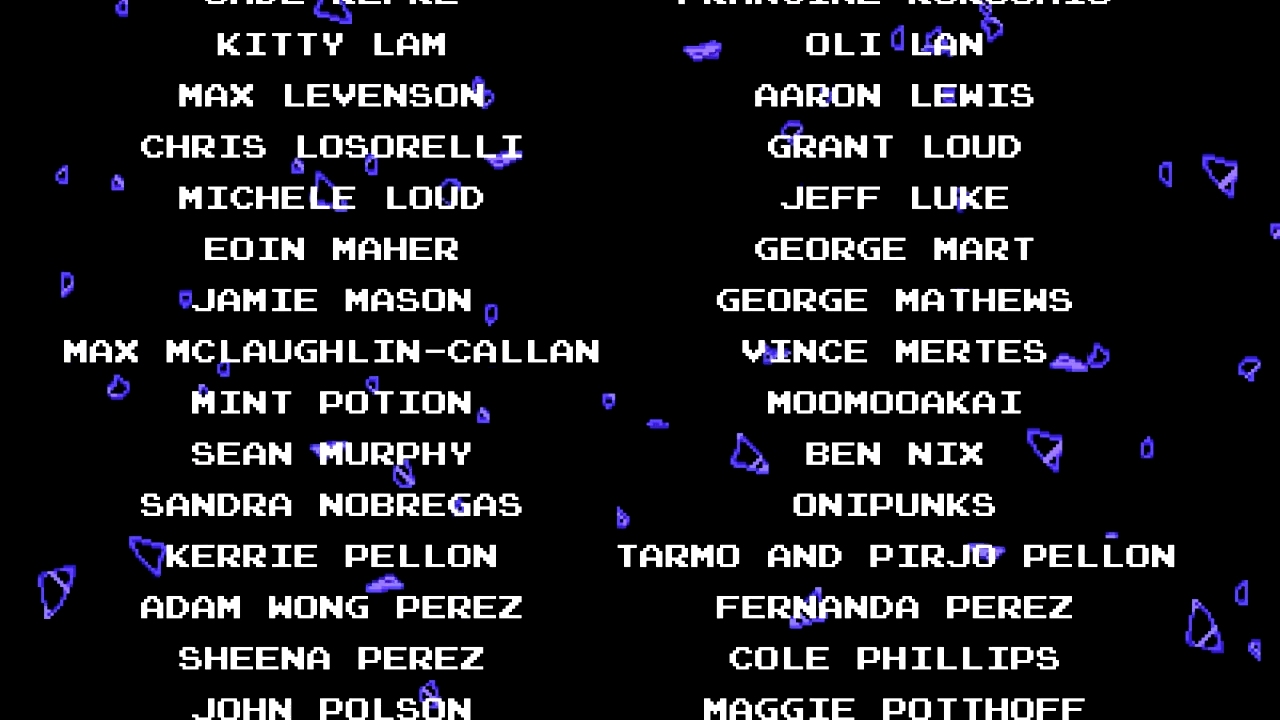 KITTY LAM OLI LAN
MAX LEVENSON AARON LEWIS
CHRIS LOSORELLI GRANT LOUD
MICHELE LOUD JEFF LUKE
EOIN MAHER GEORGE MART
JAMIE MASON GEORGE MATHEWS
MAX MCLAUGHLIN-CALLAN VINCE MERTES
MINT POTION MOOMOOAKAI
SEAN MURPHY BEN NIX
SANDRA NOBREGAS ONIPUNKS
KERRIE PELLON TARMO AND PIRJO PELLON
ADAM WONG PEREZ FERNANDA PEREZ
SHEENA PEREZ COLE PHILLIPS
JOHN POLSON MAGGIE POTTHOFF